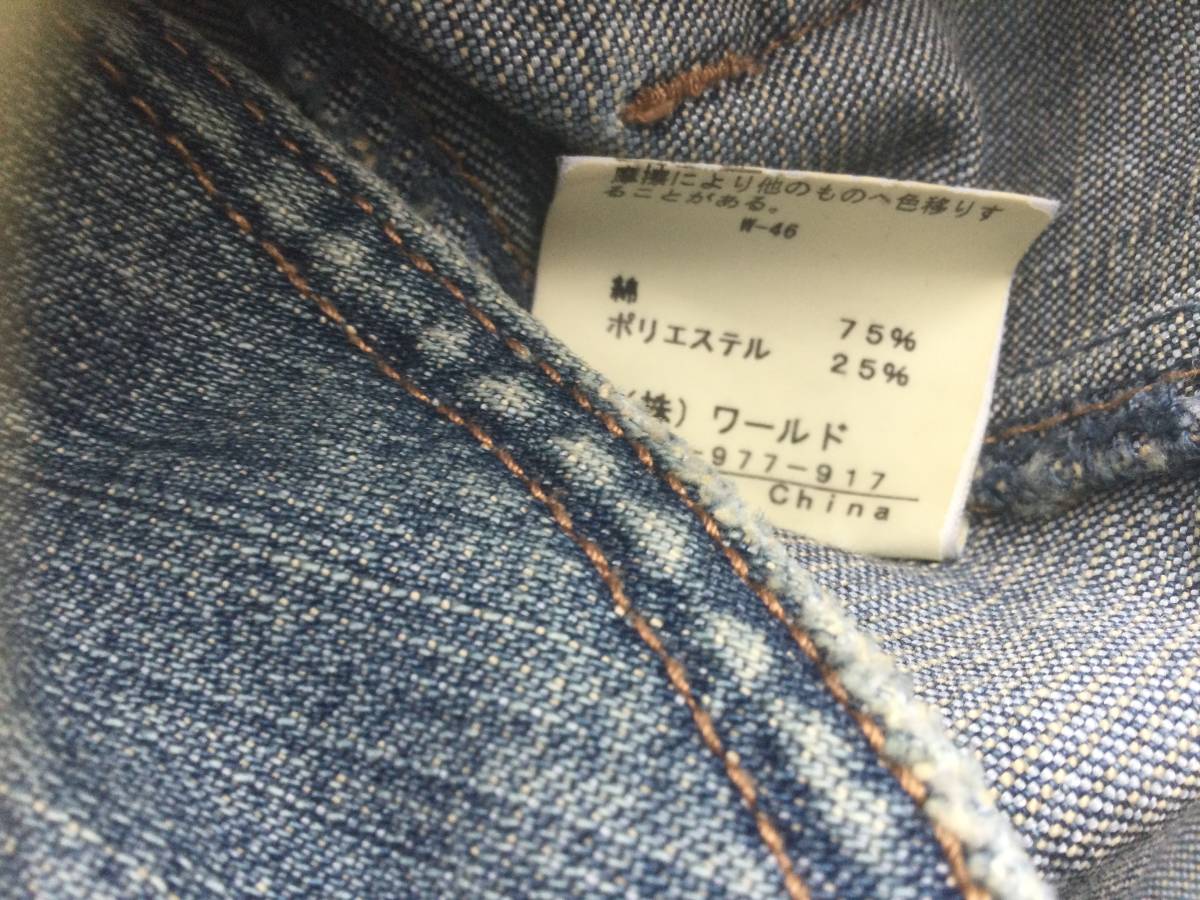 摩擦により他のものへ色移りす
ることがある。
W-46
綿 75%
ポリエステル 25%
(株)ワールド
-977-917
China